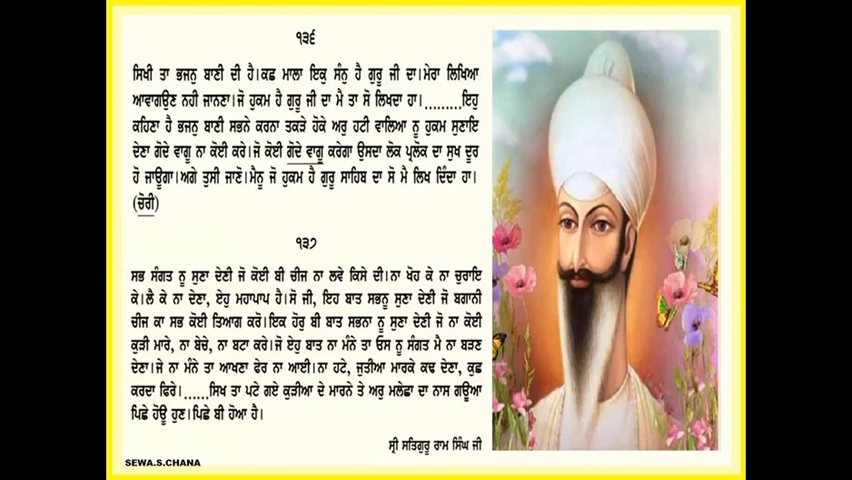 ੧੩੬
ਸਿਖੀ ਤਾ ਭਜਨੁ ਬਾਣੀ ਦੀ ਹੈ।ਕਛ ਮਾਲਾ ਇਕੁ ਸੰਨੁ ਹੈ ਗੁਰੂ ਜੀ ਦਾ।ਮੇਰਾ ਲਿਖਿਆ
ਆਵਾਗਉਣ ਨਹੀ ਜਾਨਣਾ।ਜੋ ਹੁਕਮ ਹੈ ਗੁਰੂ ਜੀ ਦਾ ਮੈ ਤਾ ਸੋ ਲਿਖਦਾ ਹਾ।.........ਇਹੁ
ਕਹਿਣਾ ਹੈ ਭਜਨੁ ਬਾਣੀ ਸਭਨੇ ਕਰਨਾ ਤਕੜੇ ਹੋਕੇ ਅਰੁ ਹਟੀ ਵਾਲਿਆ ਨੂ ਹੁਕਮ ਸੁਣਾਇ
ਦੇਣਾ ਗੋਦੇ ਵਾਗੂ ਨਾ ਕੋਈ ਕਰੇ।ਜੋ ਕੋਈ ਗੋਦੇ ਵਾਗੂ ਕਰੇਗਾ ਉਸਦਾ ਲੋਕ ਪ੍ਰਲੋਕ ਦਾ ਸੁਖ ਦੂਰ
ਹੋ ਜਾਊਗਾ।ਅਗੇ ਤੁਸੀ ਜਾਣੋ।ਮੈਨੂ ਜੋ ਹੁਕਮ ਹੈ ਗੁਰੂ ਸਾਹਿਬ ਦਾ ਸੋ ਮੈ ਲਿਖ ਦਿੰਦਾ ਹਾ।
(ਚੋਰੀ)
੧੩੭
ਸਭ ਸੰਗਤ ਨੂ ਸੁਣਾ ਦੇਣੀ ਜੋ ਕੋਈ ਬੀ ਚੀਜ ਨਾ ਲਵੇ ਕਿਸੇ ਦੀ।ਨਾ ਖੋਹ ਕੇ ਨਾ ਚੁਰਾਇ
ਕੇ।ਲੈ ਕੇ ਨਾ ਦੇਣਾ, ਏਹੁ ਮਹਾਪਾਪ ਹੈ।ਸੋ ਜੀ, ਇਹ ਬਾਤ ਸਭਨੂ ਸੁਣਾ ਦੇਣੀ ਜੋ ਬਗਾਨੀ
ਚੀਜ ਕਾ ਸਭ ਕੋਈ ਤਿਆਗ ਕਰੋ।ਇਕ ਹੋਰੁ ਬੀ ਬਾਤ ਸਭਨਾ ਨੂ ਸੁਣਾ ਦੇਣੀ ਜੋ ਨਾ ਕੋਈ
ਕੁੜੀ ਮਾਰੇ, ਨਾ ਬੇਚੇ, ਨਾ ਬਟਾ ਕਰੇ।ਜੋ ਏਹੁ ਬਾਤ ਨਾ ਮੰਨੇ ਤਾ ਓਸ ਨੂ ਸੰਗਤ ਮੈ ਨਾ ਬੜਣ
ਦੇਣਾ।ਜੇ ਨਾ ਮੰਨੇ ਤਾ ਆਖਣਾ ਫੇਰ ਨਾ ਆਈ।ਨਾ ਹਟੇ, ਜੁਤੀਆ ਮਾਰਕੇ ਕਢ ਦੇਣਾ, ਕੁਛ
ਕਰਦਾ ਫਿਰੇ।......ਸਿਖ ਤਾ ਪਟੇ ਗਏ ਕੁੜੀਆ ਦੇ ਮਾਰਨੇ ਤੇ ਅਰੁ ਮਲੇਛਾ ਦਾ ਨਾਸ ਗਊਆ
ਪਿਛੇ ਹੋਊ ਹੁਣ।ਪਿਛੇ ਬੀ ਹੋਆ ਹੈ।
ਸ੍ਰੀ ਸਤਿਗੁਰੂ ਰਾਮ ਸਿੰਘ ਜੀ
SEWA.S.CHANA